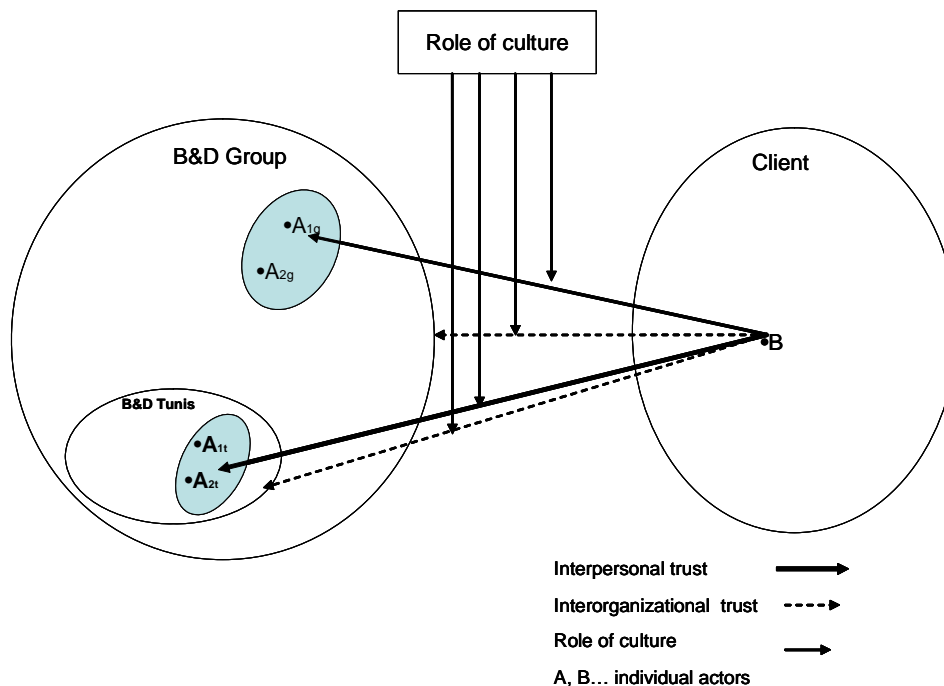 Role of culture
B&D Group
Client
A1g
A2g
B
B&D Tunis
A1t
A2t
Interpersonal trust
Interorganizational trust
Role of culture
A, B... individual actors